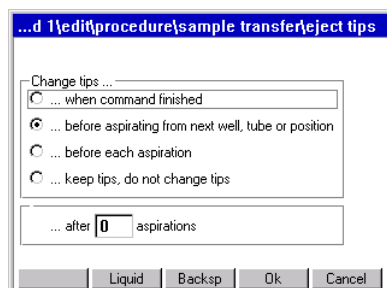 ...d 1\edit\procedure\sample transfer\eject tips
Change tips ...
... when command finished
... before aspirating from next well, tube or position
... before each aspiration
... keep tips, do not change tips
... after 0 aspirations
Liquid Backsp Ok Cancel